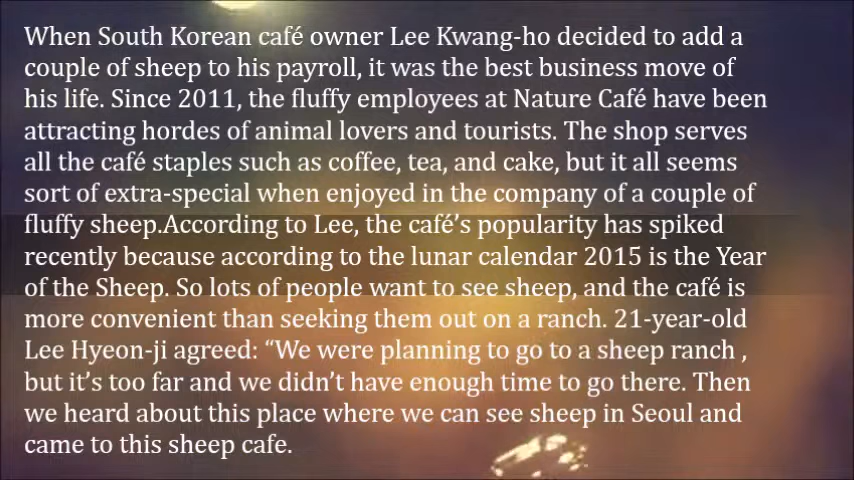 When South Korean café owner Lee Kwang-ho decided to add a
couple of sheep to his payroll, it was the best business move of
his life. Since 2011, the fluffy employees at Nature Café have been
attracting hordes of animal lovers and tourists. The shop serves
all the café staples such as coffee, tea, and cake, but it all seems
sort of extra-special when enjoyed in the company of a couple of
fluffy sheep.According to Lee, the café’s popularity has spiked
recently because according to the lunar calendar 2015 is the Year
of the Sheep. So lots of people want to see sheep, and the café is
more convenient than seeking them out on a ranch. 21-year-old
Lee Hyeon-ji agreed: “We were planning to go to a sheep ranch ,
but it’s too far and we didn’t have enough time to go there. Then
we heard about this place where we can see sheep in Seoul and
came to this sheep cafe.